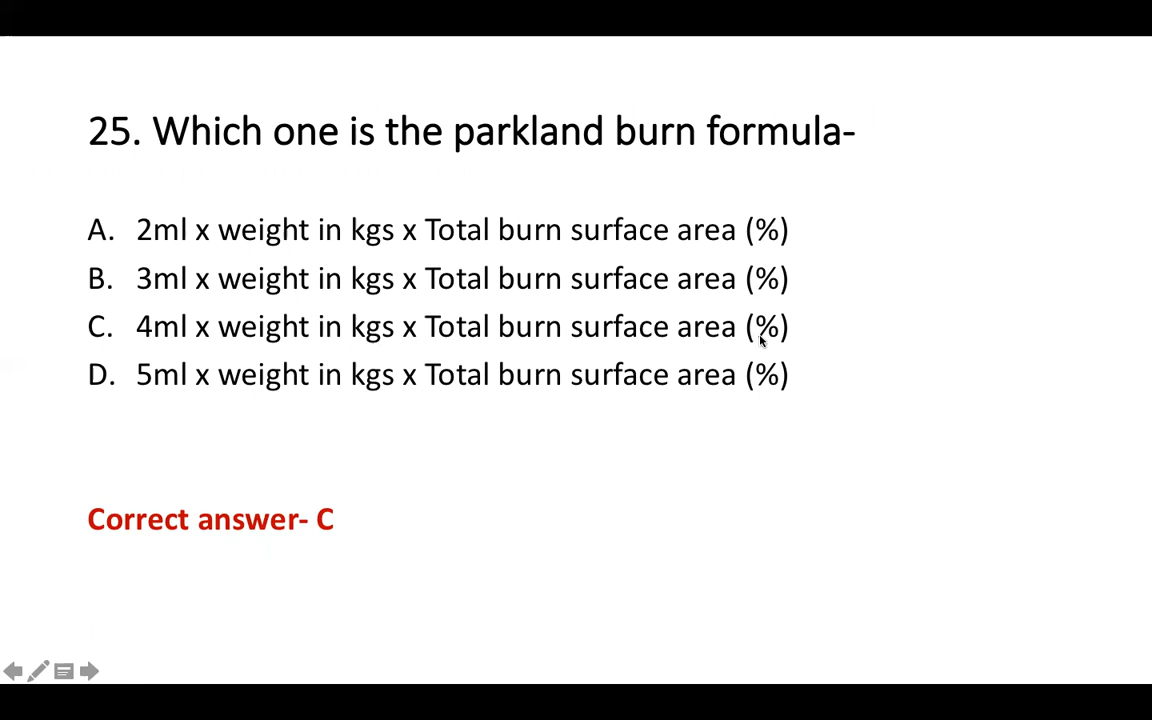 25. Which one is the parkland burn formula-
A. 2ml x weight in kgs x Total burn surface area (%)
B. 3ml x weight in kgs x Total burn surface area (%)
C. 4ml x weight in kgs x Total burn surface area (%)
D. 5ml x weight in kgs x Total burn surface area (%)
Correct answer- C